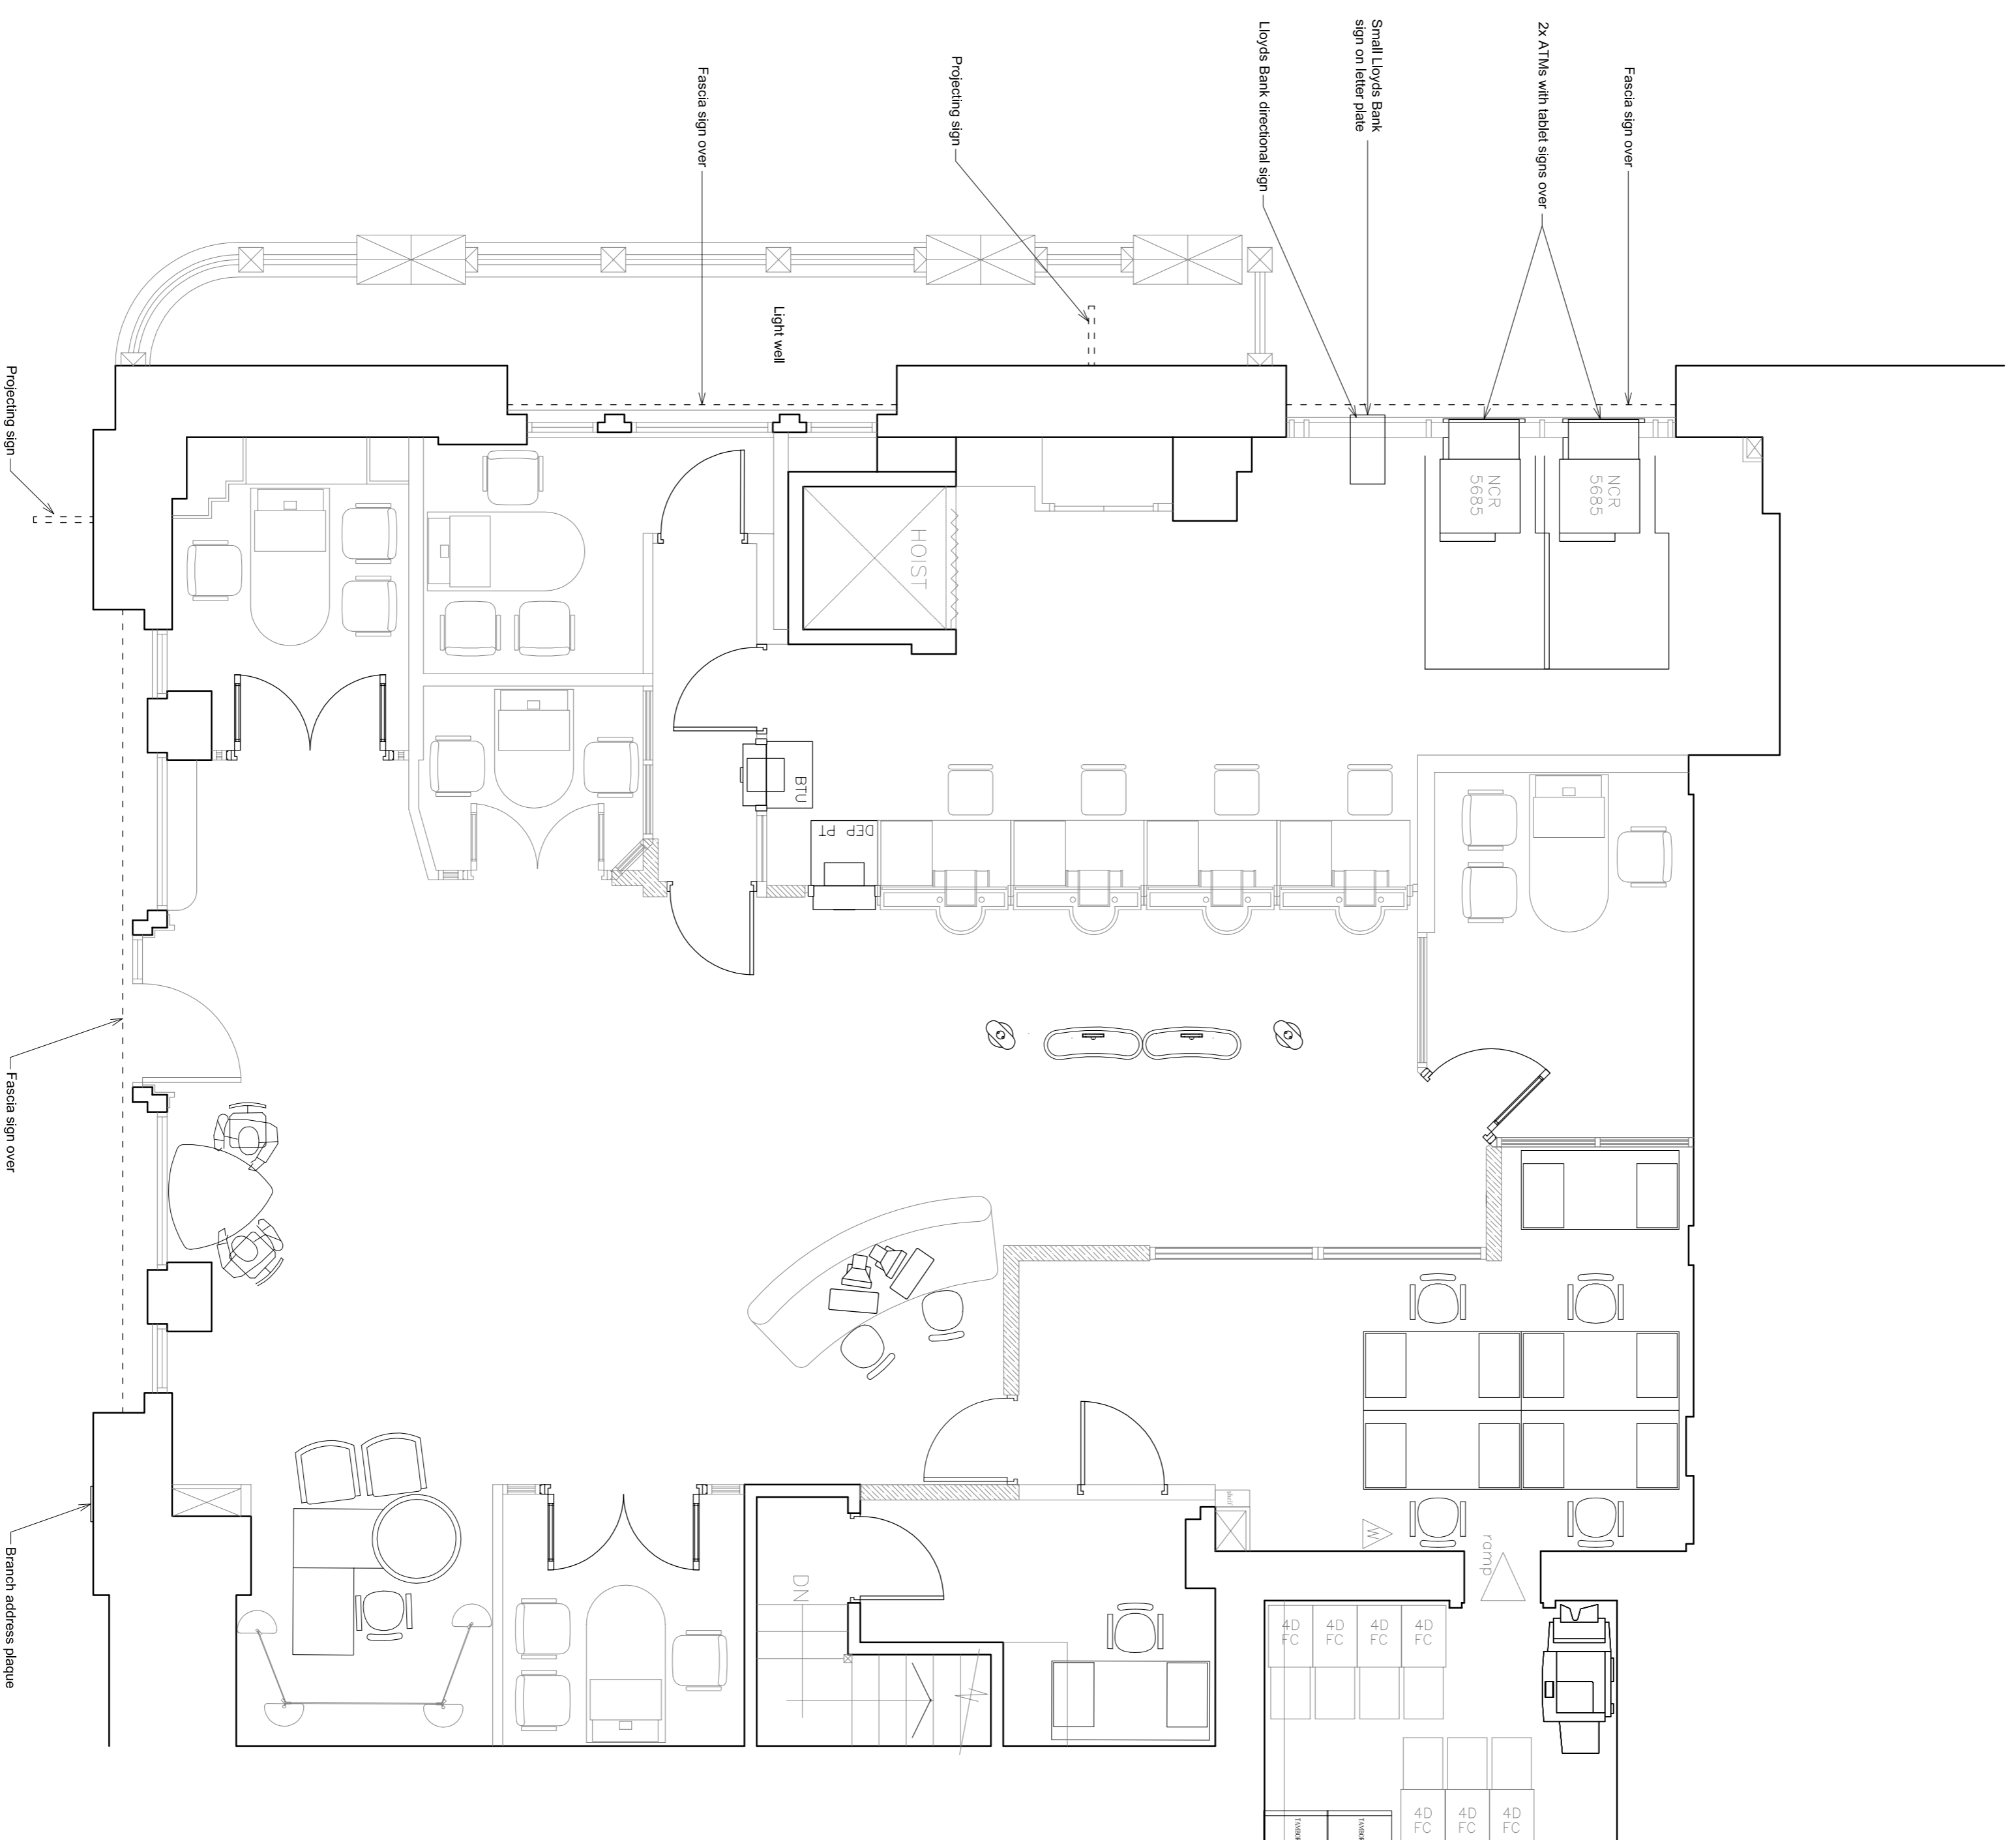 Fascia sign over
2x ATMs with tablet signs over
Small Lloyds Bank
sign on letter plate
Lloyds Bank directional sign
Projecting sign
Fascia sign over
Light well
Projecting sign
NCR
5685
NCR
5685
HOIST
BTU
DEP PT
Fascia sign over
shelf
W
ramp
DN
Branch address plaque
4D
FC
4D
FC
4D
FC
4D
FC
4D
FC
4D
FC
4D
FC